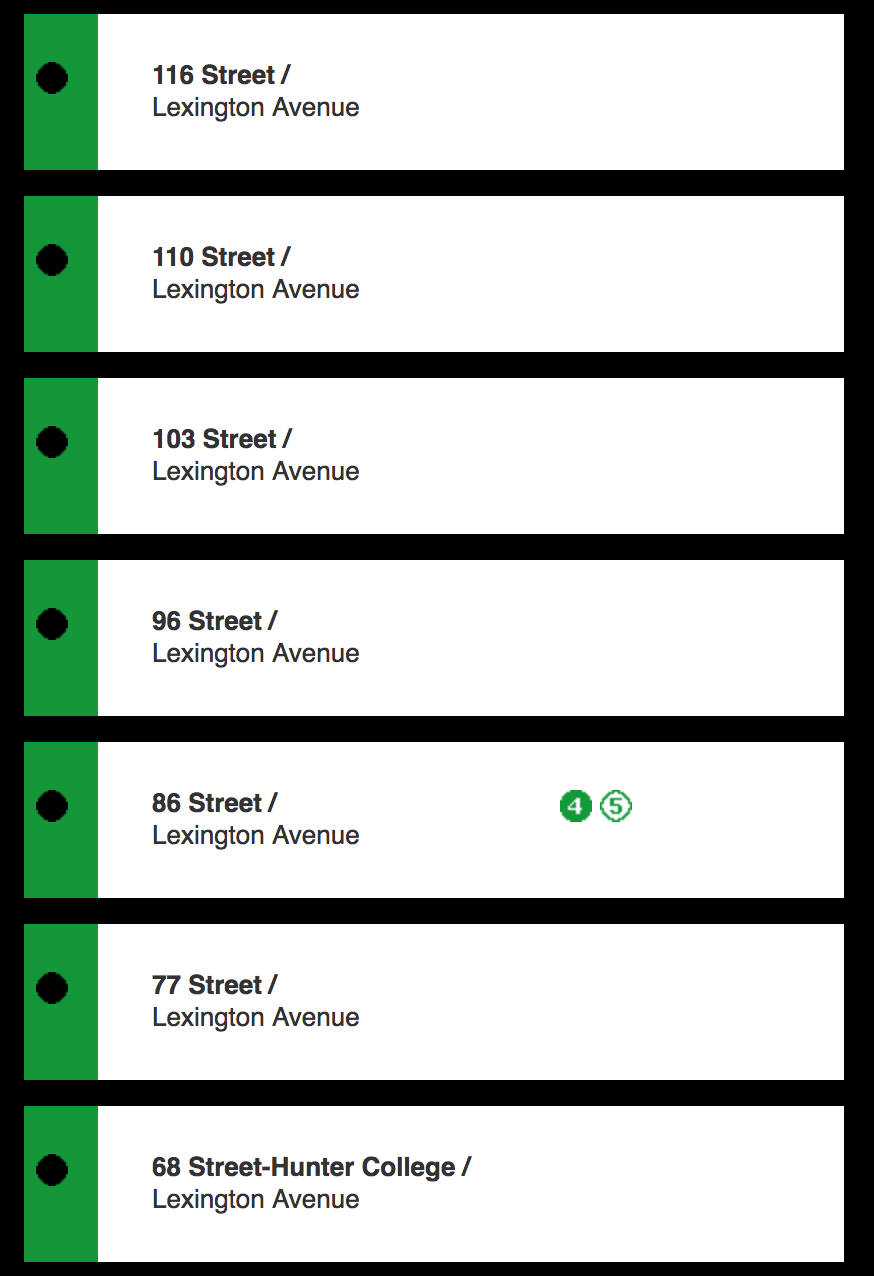 116 Street /
Lexington Avenue
110 Street /
Lexington Avenue
103 Street /
Lexington Avenue
96 Street /
Lexington Avenue
86 Street / 4 5
Lexington Avenue
77 Street /
Lexington Avenue
68 Street-Hunter College /
Lexington Avenue